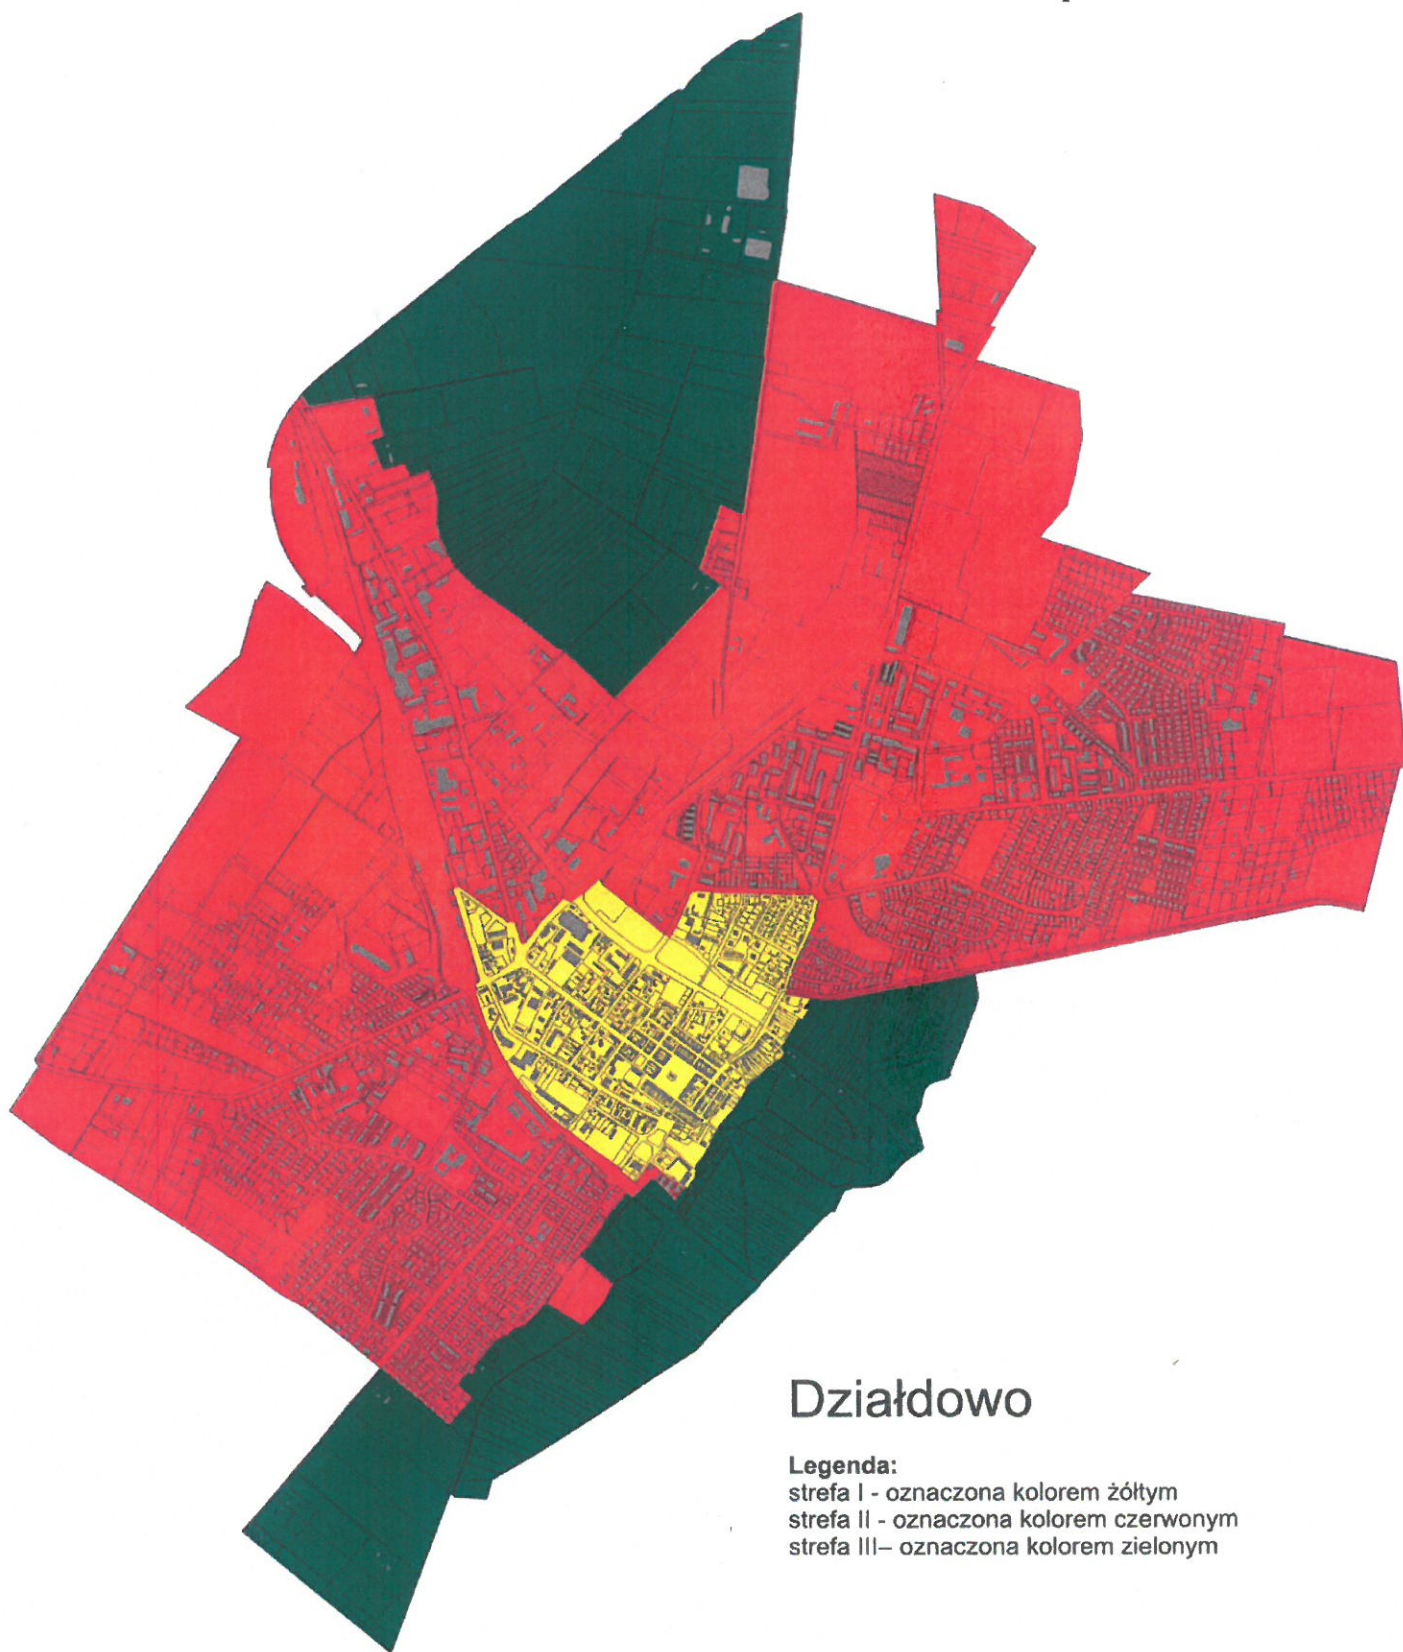 Działdowo
Legenda:
strefa I - oznaczona kolorem żółtym
strefa II - oznaczona kolorem czerwonym
strefa III– oznaczona kolorem zielonym